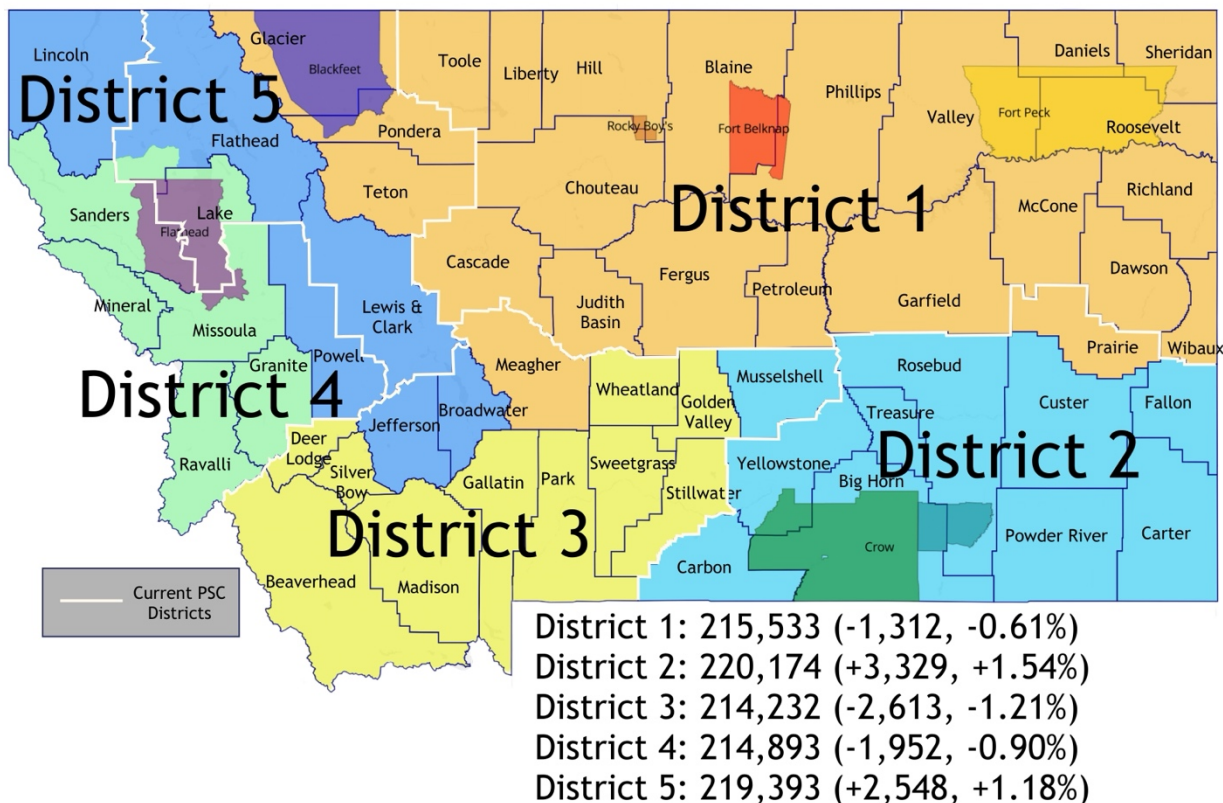 Lincoln
District 5
Flathead
Glacier
Blackfeet
Pondera
Teton
Toole
Liberty
Hill
Rocky Boy's
Chouteau
Blaine
Fort Belknap
Phillips
Valley
Daniels
Sheridan
Fort Peck
Roosevelt
District 1
Richland
McCone
Dawson
Sanders
Lake
Flathead
Mineral
Missoula
Cascade
Judith
Basin
Fergus
Petroleum
Garfield
Prairie
Wibaux
Lewis &
Clark
Powell
Granite
District 4
Ravalli
Meagher
Broadwater
Jefferson
Deer
Lodge
Silver
Bow
Wheatland
Golden
Valley
Musselshell
Rosebud
Treasure
Custer
Fallon
District 2
Yellowstone
Big Horn
Gallatin
Park
Sweetgrass
Stillwater
District 3
Beaverhead
Madison
Carbon
Crow
Powder River
Carter
Current PSC
Districts
District 1: 215,533 (-1,312, -0.61%)
District 2: 220,174 (+3,329, +1.54%)
District 3: 214,232 (-2,613, -1.21%)
District 4: 214,893 (-1,952, -0.90%)
District 5: 219,393 (+2,548, +1.18%)